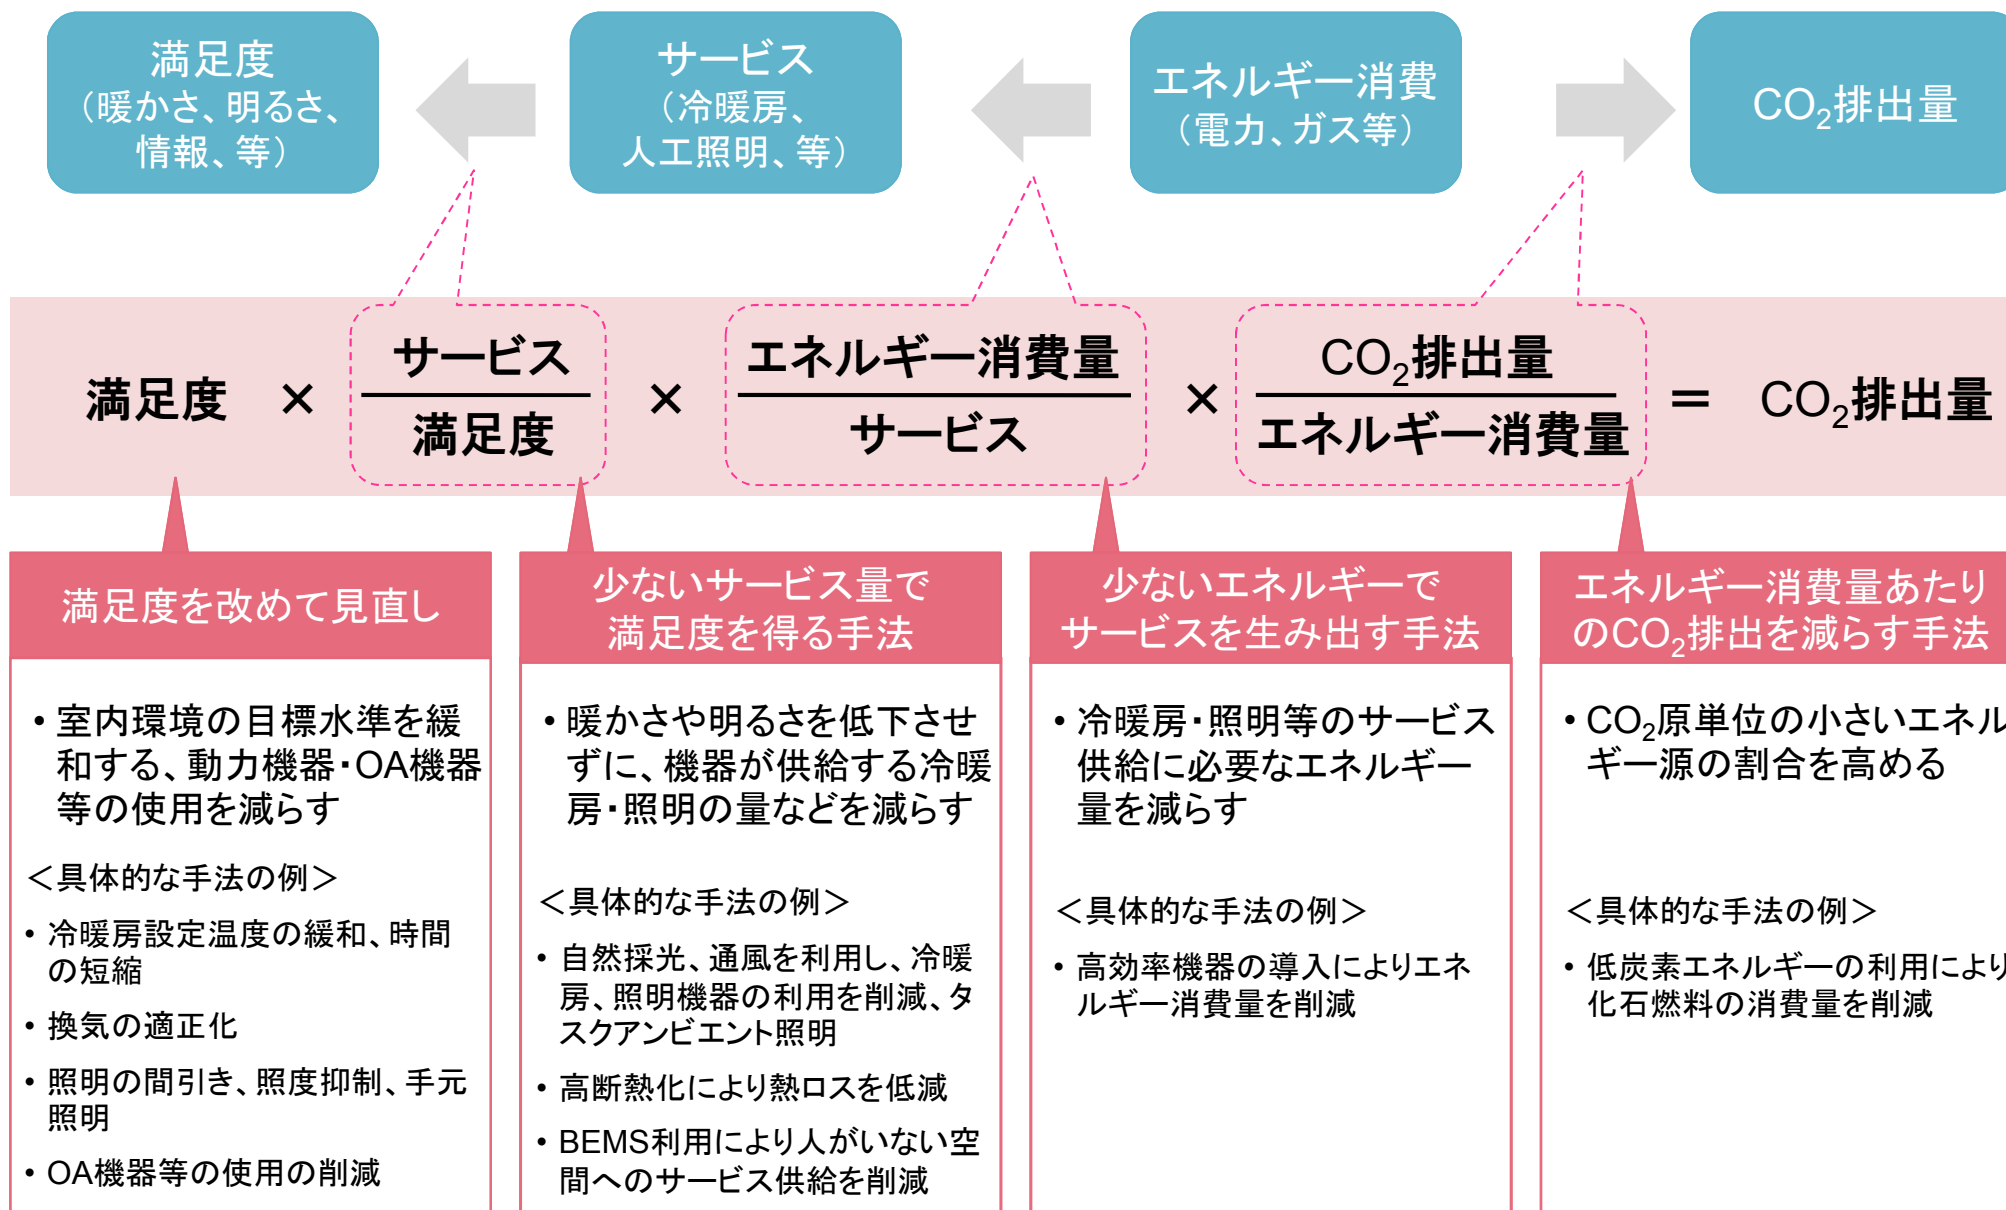 満足度
（暖かさ、明るさ、
情報、等）
サービス
（冷暖房、
人工照明、等）
エネルギー消費
（電力、ガス等）
CO₂排出量
満足度 × サービス / 満足度 × エネルギー消費量 / サービス × CO₂排出量 / エネルギー消費量 ＝ CO₂排出量
満足度を改めて見直し
・室内環境の目標水準を緩
和する、動力機器・OA機器
等の使用を減らす
＜具体的な手法の例＞
・冷暖房設定温度の緩和、時間
の短縮
・換気の適正化
・照明の間引き、照度抑制、手元
照明
・OA機器等の使用の削減
少ないサービス量で
満足度を得る手法
・暖かさや明るさを低下させ
ずに、機器が供給する冷暖
房・照明の量などを減らす
＜具体的な手法の例＞
・自然採光、通風を利用し、冷暖
房、照明機器の利用を削減、タ
スクアンビエント照明
・高断熱化により熱ロスを低減
・BEMS利用により人がいない空
間へのサービス供給を削減
少ないエネルギーで
サービスを生み出す手法
・冷暖房・照明等のサービス
供給に必要なエネルギー
量を減らす
＜具体的な手法の例＞
・高効率機器の導入によりエネ
ルギー消費量を削減
エネルギー消費量あたり
のCO₂排出を減らす手法
・CO₂原単位の小さいエネル
ギー源の割合を高める
＜具体的な手法の例＞
・低炭素エネルギーの利用により
化石燃料の消費量を削減